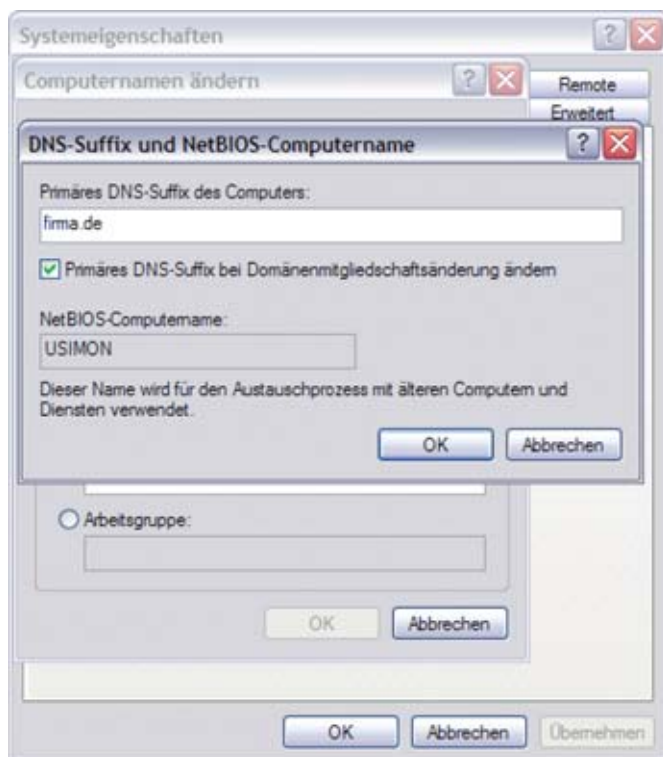 Systemeigenschaften
Computernamen ändern
Remote
Erweitert
DNS-Suffix und NetBIOS-Computername
Primäres DNS-Suffix des Computers:
firma.de
Primäres DNS-Suffix bei Domänenmitgliedschaftsänderung ändern
NetBIOS-Computername:
USIMON
Dieser Name wird für den Austauschprozess mit älteren Computern und
Diensten verwendet.
OK Abbrechen
Arbeitsgruppe:
OK Abbrechen
OK Abbrechen Übernehmen